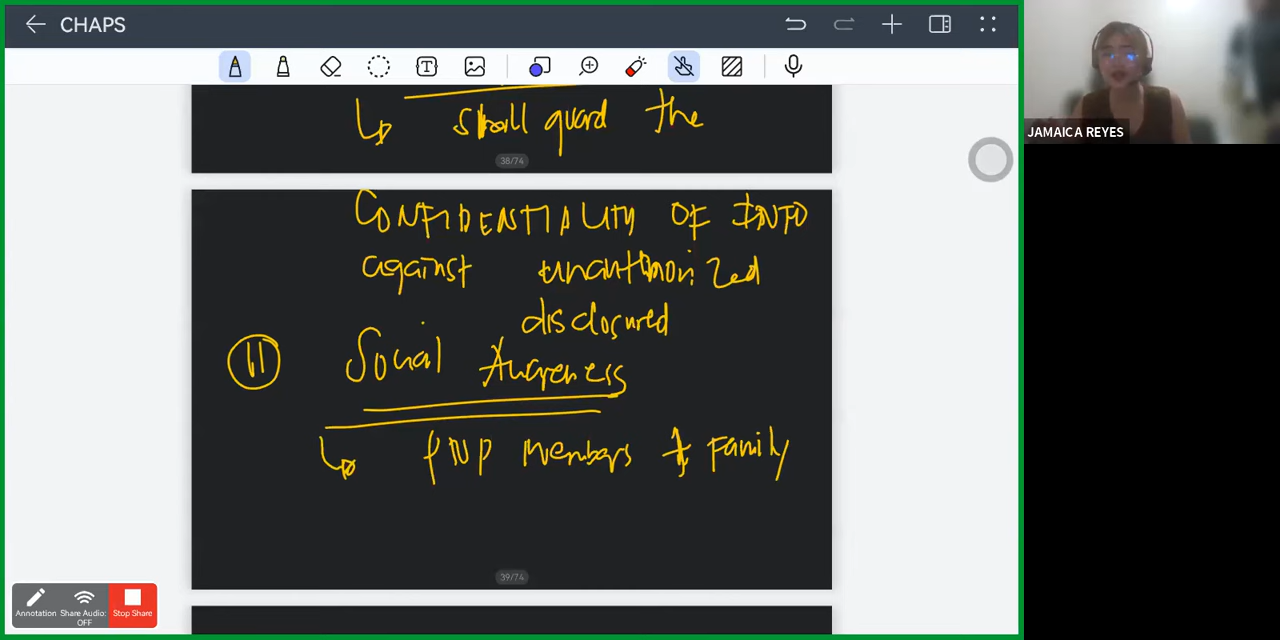 CHAPS
shall guard the
38/74
CONFIDENTIALITY OF INFO
against unauthorized
disclosured
11 Social Awareness
PNP members & Family
39/74
JAMAICA REYES
Annotation
Share Audio: OFF
Stop Share